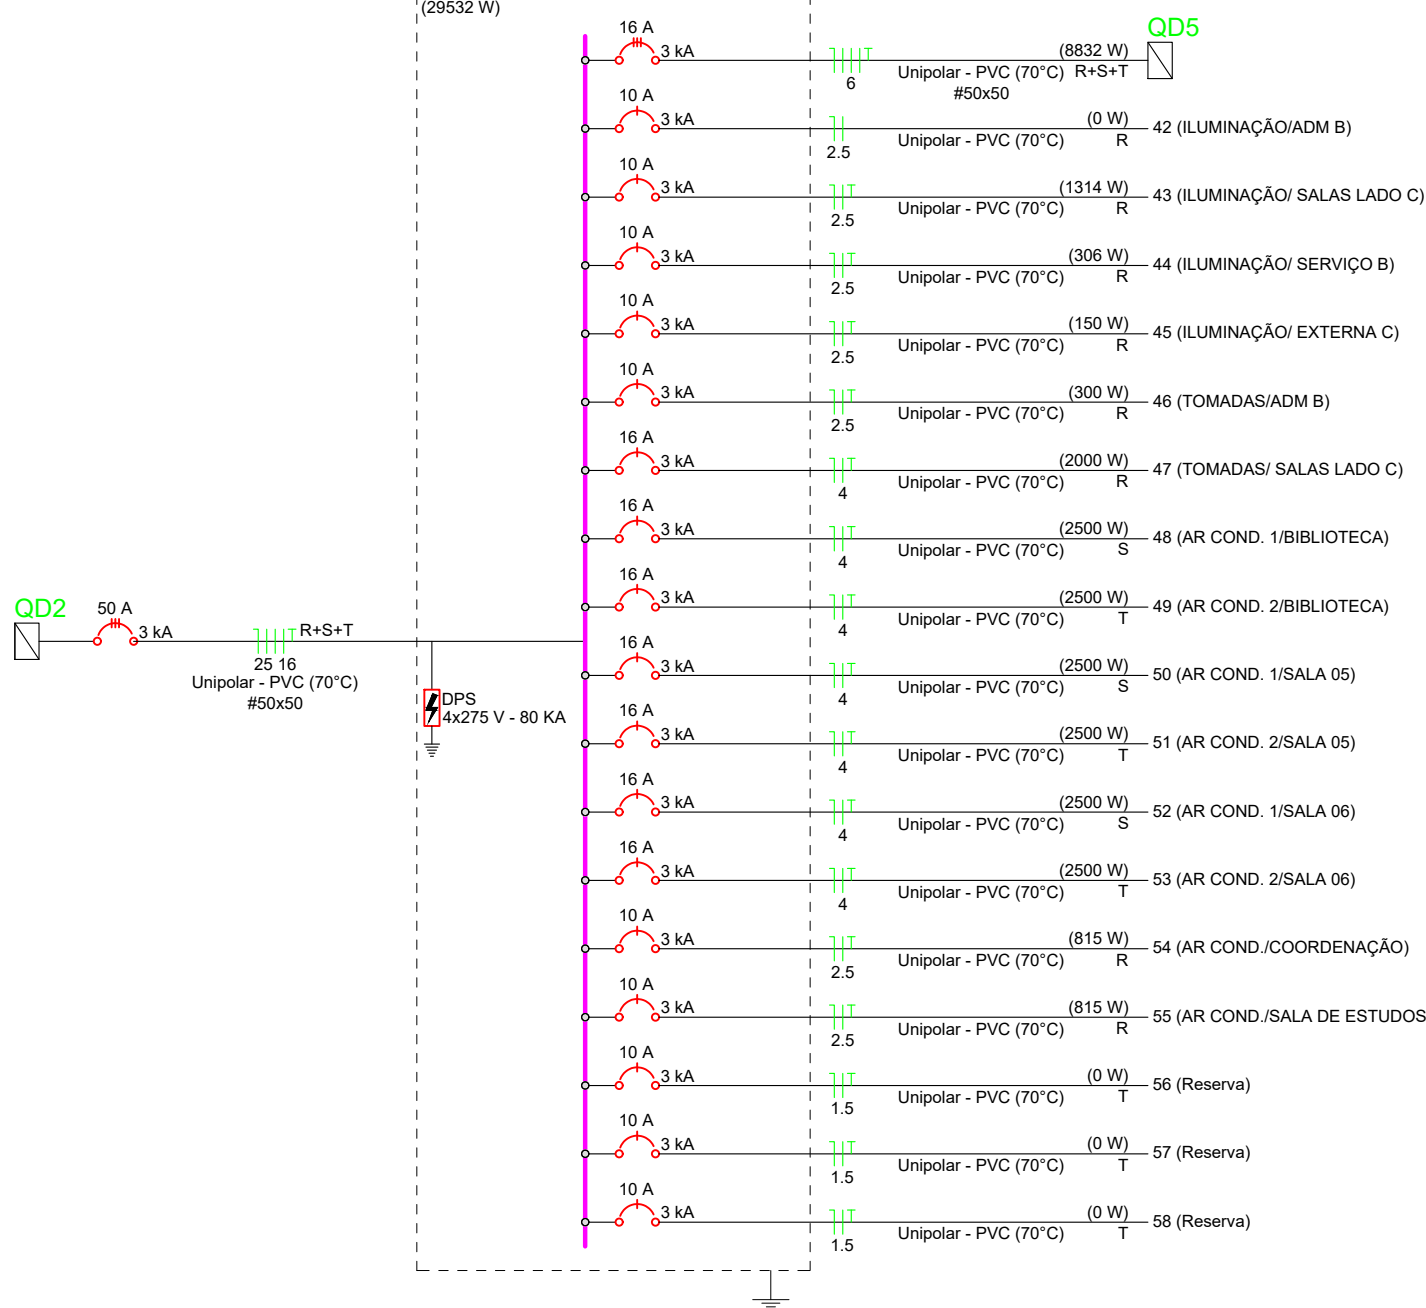 (29532 W)
QD5
16 A
3 kA
6
(8832 W)
Unipolar - PVC (70°C)
R+S+T
#50x50
10 A
3 kA
2.5
(0 W)
Unipolar - PVC (70°C)
R
42 (ILUMINAÇÃO/ADM B)
10 A
3 kA
2.5
(1314 W)
Unipolar - PVC (70°C)
R
43 (ILUMINAÇÃO/ SALAS LADO C)
10 A
3 kA
2.5
(306 W)
Unipolar - PVC (70°C)
R
44 (ILUMINAÇÃO/ SERVIÇO B)
10 A
3 kA
2.5
(150 W)
Unipolar - PVC (70°C)
R
45 (ILUMINAÇÃO/ EXTERNA C)
10 A
3 kA
2.5
(300 W)
Unipolar - PVC (70°C)
R
46 (TOMADAS/ADM B)
16 A
3 kA
4
(2000 W)
Unipolar - PVC (70°C)
R
47 (TOMADAS/ SALAS LADO C)
16 A
3 kA
4
(2500 W)
Unipolar - PVC (70°C)
S
48 (AR COND. 1/BIBLIOTECA)
16 A
3 kA
4
(2500 W)
Unipolar - PVC (70°C)
T
49 (AR COND. 2/BIBLIOTECA)
QD2
50 A
3 kA
R+S+T
25 16
Unipolar - PVC (70°C)
#50x50
DPS
4x275 V - 80 KA
16 A
3 kA
4
(2500 W)
Unipolar - PVC (70°C)
S
50 (AR COND. 1/SALA 05)
16 A
3 kA
4
(2500 W)
Unipolar - PVC (70°C)
T
51 (AR COND. 2/SALA 05)
16 A
3 kA
4
(2500 W)
Unipolar - PVC (70°C)
S
52 (AR COND. 1/SALA 06)
16 A
3 kA
4
(2500 W)
Unipolar - PVC (70°C)
T
53 (AR COND. 2/SALA 06)
10 A
3 kA
2.5
(815 W)
Unipolar - PVC (70°C)
R
54 (AR COND./COORDENAÇÃO)
10 A
3 kA
2.5
(815 W)
Unipolar - PVC (70°C)
R
55 (AR COND./SALA DE ESTUDOS
10 A
3 kA
1.5
(0 W)
Unipolar - PVC (70°C)
T
56 (Reserva)
10 A
3 kA
1.5
(0 W)
Unipolar - PVC (70°C)
T
57 (Reserva)
10 A
3 kA
1.5
(0 W)
Unipolar - PVC (70°C)
T
58 (Reserva)